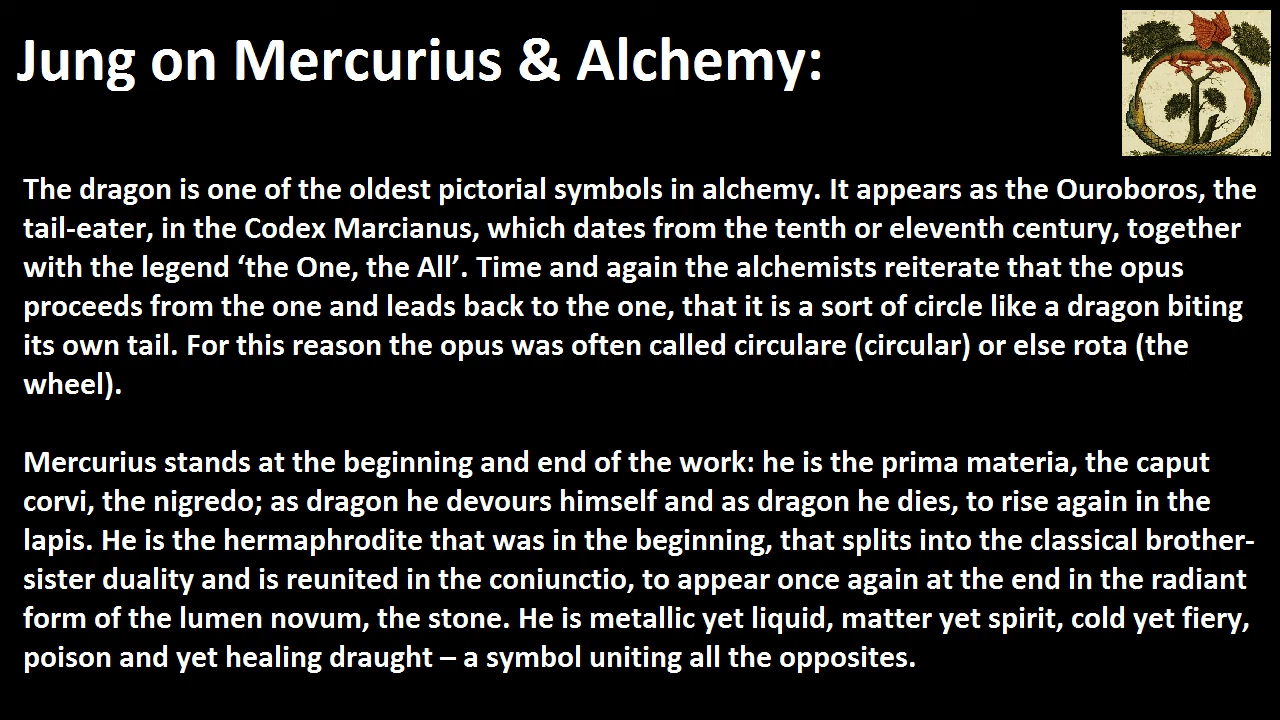 Jung on Mercurius & Alchemy:
The dragon is one of the oldest pictorial symbols in alchemy. It appears as the Ouroboros, the
tail-eater, in the Codex Marcianus, which dates from the tenth or eleventh century, together
with the legend ‘the One, the All’. Time and again the alchemists reiterate that the opus
proceeds from the one and leads back to the one, that it is a sort of circle like a dragon biting
its own tail. For this reason the opus was often called circulare (circular) or else rota (the
wheel).
Mercurius stands at the beginning and end of the work: he is the prima materia, the caput
corvi, the nigredo; as dragon he devours himself and as dragon he dies, to rise again in the
lapis. He is the hermaphrodite that was in the beginning, that splits into the classical brother-
sister duality and is reunited in the coniunctio, to appear once again at the end in the radiant
form of the lumen novum, the stone. He is metallic yet liquid, matter yet spirit, cold yet fiery,
poison and yet healing draught – a symbol uniting all the opposites.